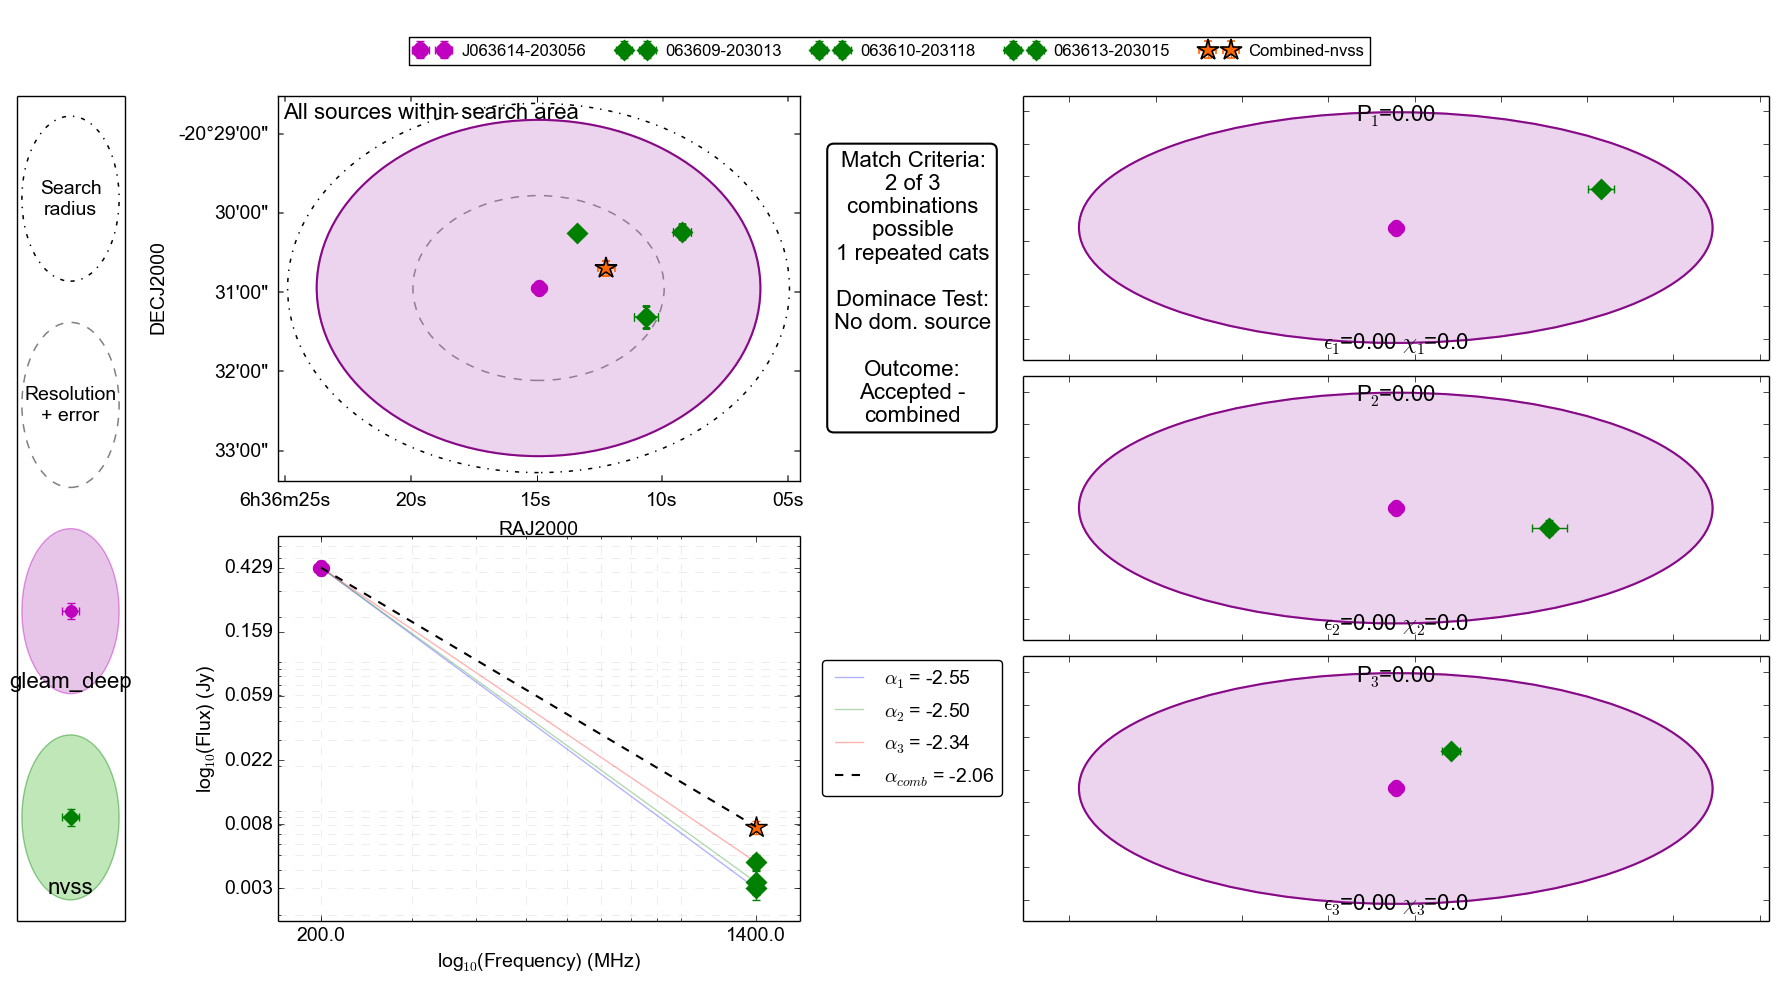 J063614-203056 063609-203013 063610-203118 063613-203015 Combined-nvss
Search
radius
Resolution
+ error
gleam_deep
nvss
All sources within search area
DECJ2000
-20°29'00"
30'00"
31'00"
32'00"
33'00"
6h36m25s 20s 15s 10s 05s
RAJ2000
Match Criteria:
2 of 3
combinations
possible
1 repeated cats
Dominace Test:
No dom. source
Outcome:
Accepted -
combined
log₁₀(Flux) (Jy)
0.429
0.159
0.059
0.022
0.008
0.003
200.0 1400.0
log₁₀(Frequency) (MHz)
α₁ = -2.55
α₂ = -2.50
α₃ = -2.34
α_comb = -2.06
P₁=0.00
ϵ₁=0.00 χ₁=0.0
P₂=0.00
ϵ₂=0.00 χ₂=0.0
P₃=0.00
ϵ₃=0.00 χ₃=0.0